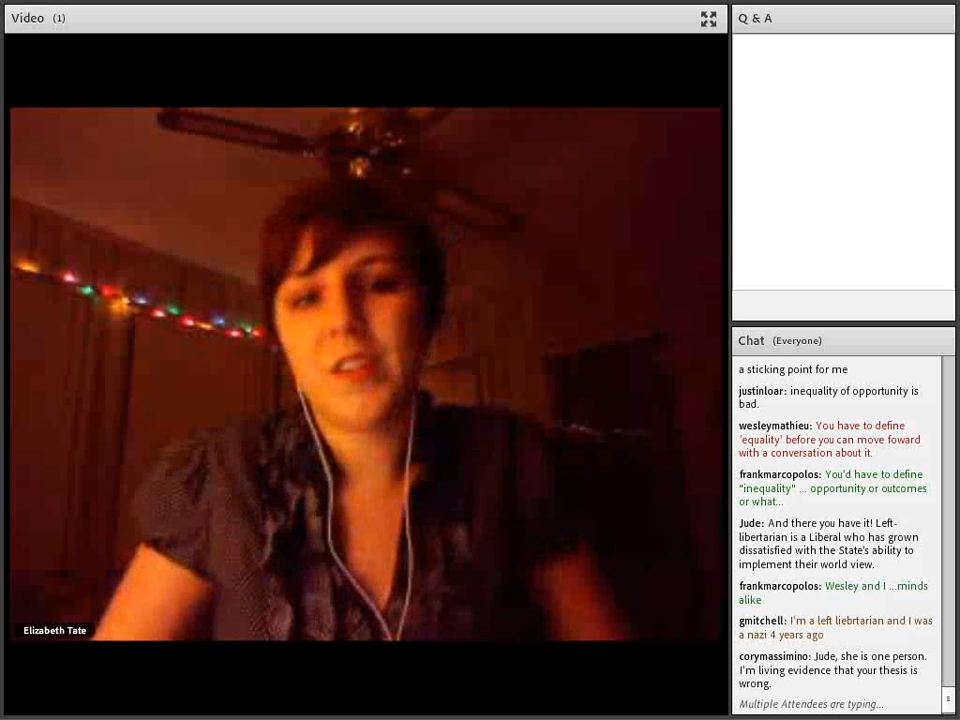 Video (1)
Elizabeth Tate
Q & A
Chat (Everyone)
a sticking point for me
justinloar: inequality of opportunity is
bad.
wesleymathieu: You have to define
'equality' before you can move foward
with a conversation about it.
frankmarcopolos: You'd have to define
"inequality" ... opportunity or outcomes
or what...
Jude: And there you have it! Left-
libertarian is a Liberal who has grown
dissatisfied with the State's ability to
implement their world view.
frankmarcopolos: Wesley and I ...minds
alike
gmitchell: I'm a left liebrtarian and I was
a nazi 4 years ago
corymassimino: Jude, she is one person.
I'm living evidence that your thesis is
wrong.
Multiple Attendees are typing...